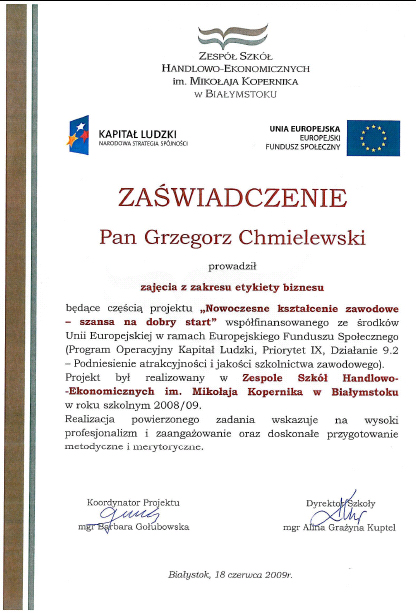 ZESPÓŁ SZKÓŁ
HANDLOWO-EKONOMICZNYCH
IM. MIKOŁAJA KOPERNIKA
W BIAŁYMSTOKU
KAPITAŁ LUDZKI
NARODOWA STRATEGIA SPÓJNOŚCI
UNIA EUROPEJSKA
EUROPEJSKI
FUNDUSZ SPOŁECZNY
ZAŚWIADCZENIE
Pan Grzegorz Chmielewski
prowadził
zajęcia z zakresu etykiety biznesu
będące częścią projektu „Nowoczesne kształcenie zawodowe
– szansa na dobry start” współfinansowanego ze środków
Unii Europejskiej w ramach Europejskiego Funduszu Społecznego
(Program Operacyjny Kapitał Ludzki, Priorytet IX, Działanie 9.2
– Podniesienie atrakcyjności i jakości szkolnictwa zawodowego).
Projekt był realizowany w Zespole Szkół Handlowo-
-Ekonomicznych im. Mikołaja Kopernika w Białymstoku
w roku szkolnym 2008/09.
Realizacja powierzonego zadania wskazuje na wysoki
profesjonalizm i zaangażowanie oraz doskonałe przygotowanie
metodyczne i merytoryczne.
Koordynator Projektu
mgr Barbara Gołubowska
Dyrektor Szkoły
mgr Alina Grażyna Kuptel
Białystok, 18 czerwca 2009r.